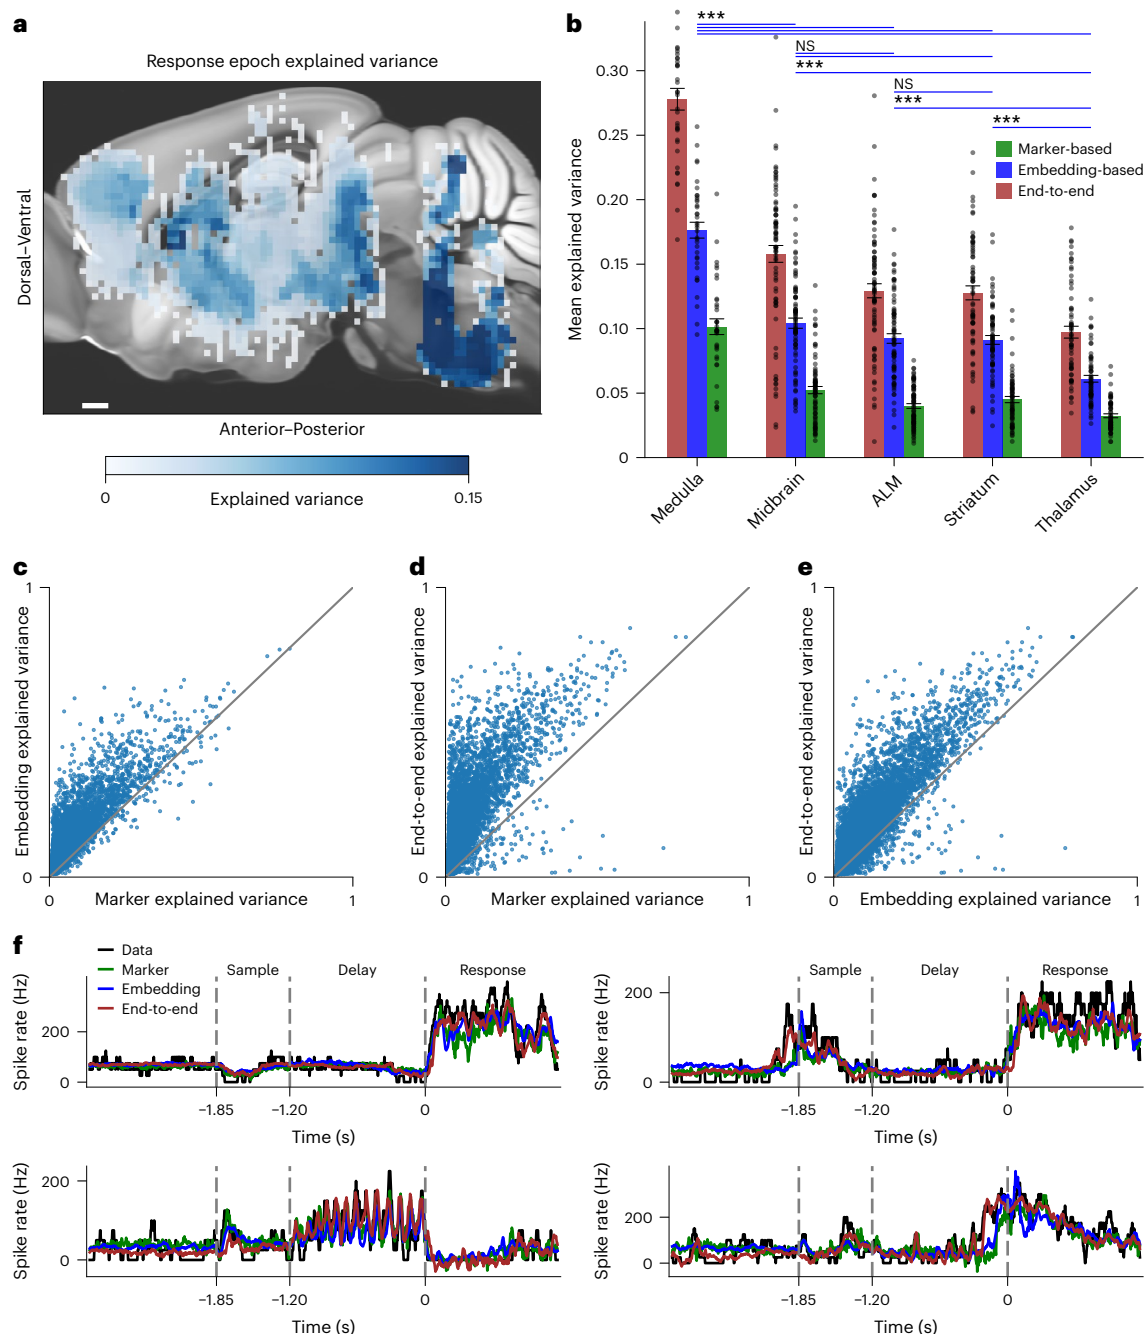 a
Response epoch explained variance
Dorsal–Ventral
Anterior–Posterior
0
Explained variance
0.15
b
Mean explained variance
0.30
0.25
0.20
0.15
0.10
0.05
0
***
NS
***
NS
***
***
Marker-based
Embedding-based
End-to-end
Medulla
Midbrain
ALM
Striatum
Thalamus
c
1
Embedding explained variance
0
0
Marker explained variance
1
d
1
End-to-end explained variance
0
0
Marker explained variance
1
e
1
End-to-end explained variance
0
0
Embedding explained variance
1
f
Data
Marker
Embedding
End-to-end
Sample
Delay
Response
Spike rate (Hz)
200
0
−1.85
−1.20
0
Time (s)
Sample
Delay
Response
Spike rate (Hz)
200
0
−1.85
−1.20
0
Time (s)
Spike rate (Hz)
200
0
−1.85
−1.20
0
Time (s)
Spike rate (Hz)
200
0
−1.85
−1.20
0
Time (s)